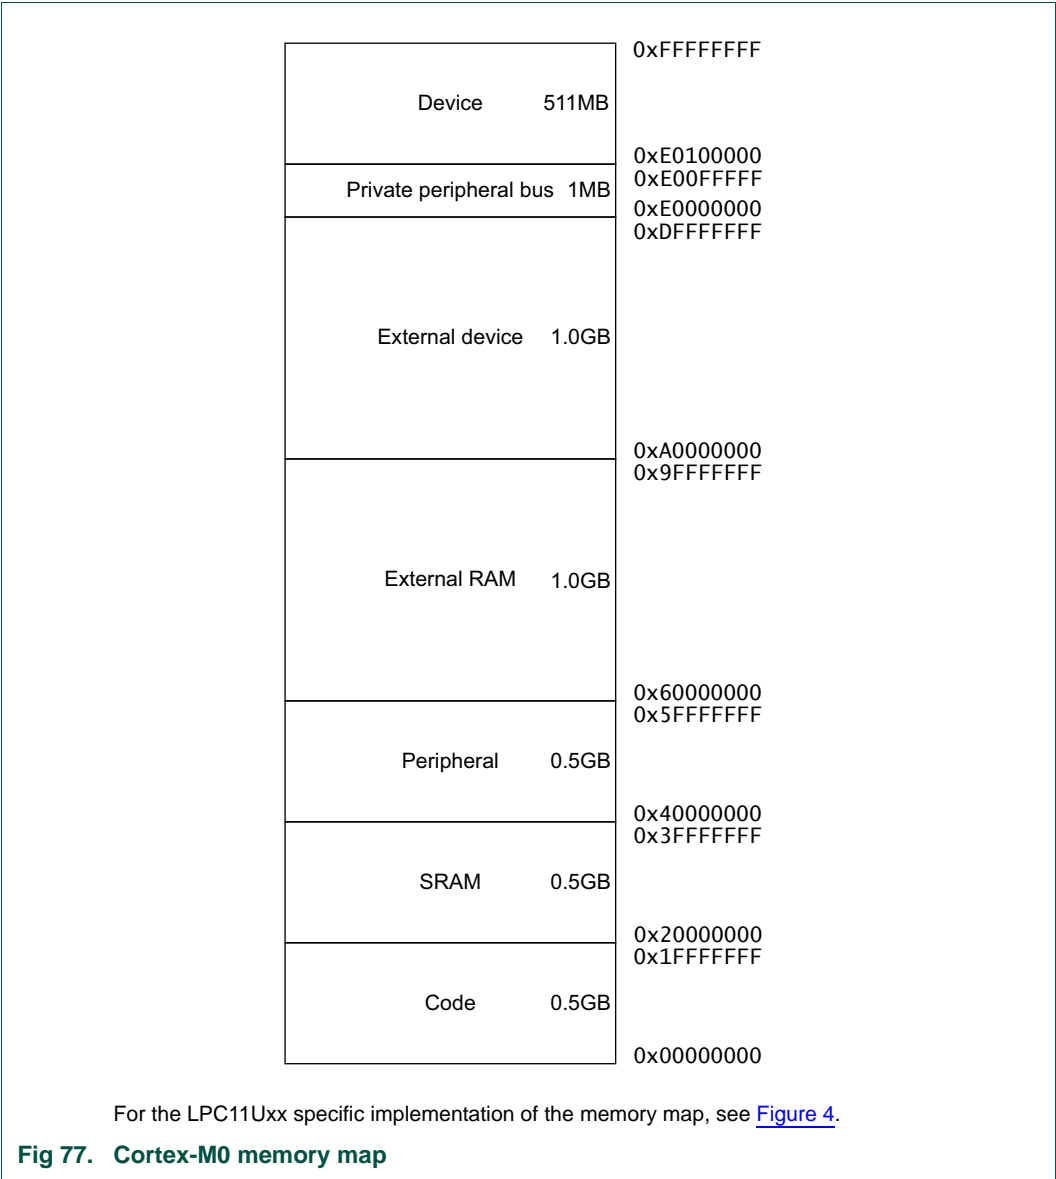 0xFFFFFFFF
Device 511MB
0xE0100000
0xE00FFFFF
Private peripheral bus 1MB
0xE0000000
0xDFFFFFFF
External device 1.0GB
0xA0000000
0x9FFFFFFF
External RAM 1.0GB
0x60000000
0x5FFFFFFF
Peripheral 0.5GB
0x40000000
0x3FFFFFFF
SRAM 0.5GB
0x20000000
0x1FFFFFFF
Code 0.5GB
0x00000000
For the LPC11Uxx specific implementation of the memory map, see Figure 4.
Fig 77. Cortex-M0 memory map